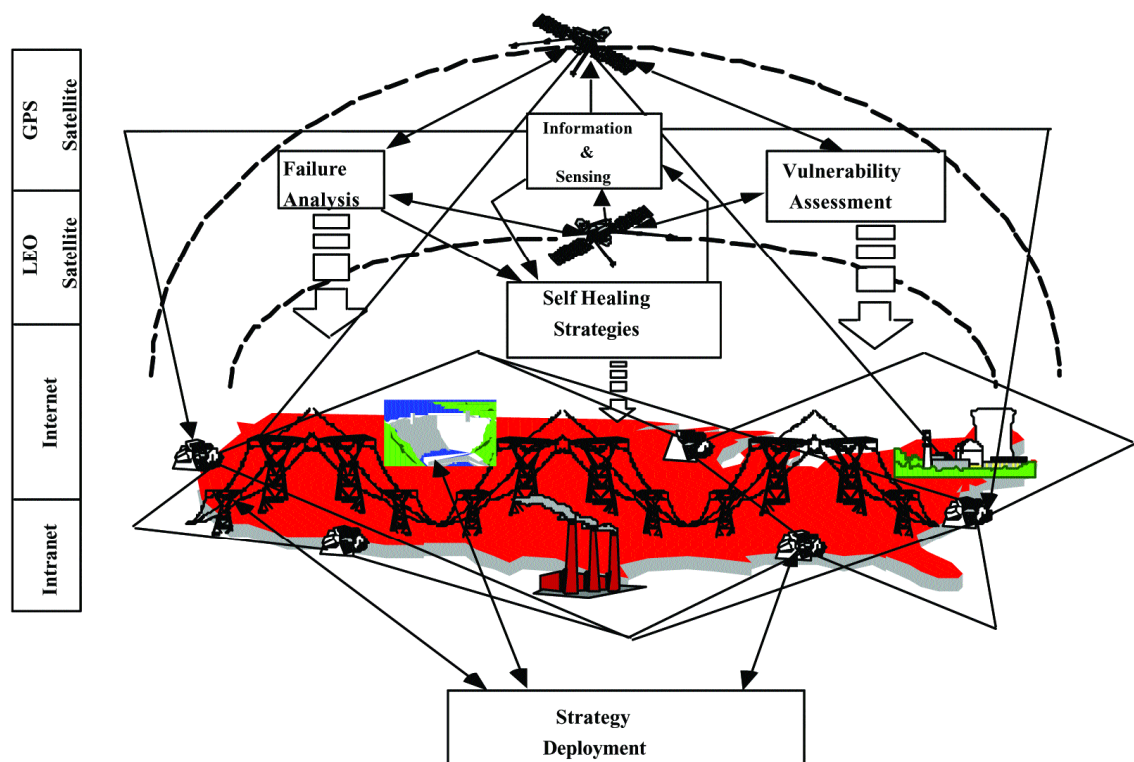 GPS
Satellite
LEO
Satellite
Internet
Intranet
Information
&
Sensing
Failure
Analysis
Vulnerability
Assessment
Self Healing
Strategies
Strategy
Deployment